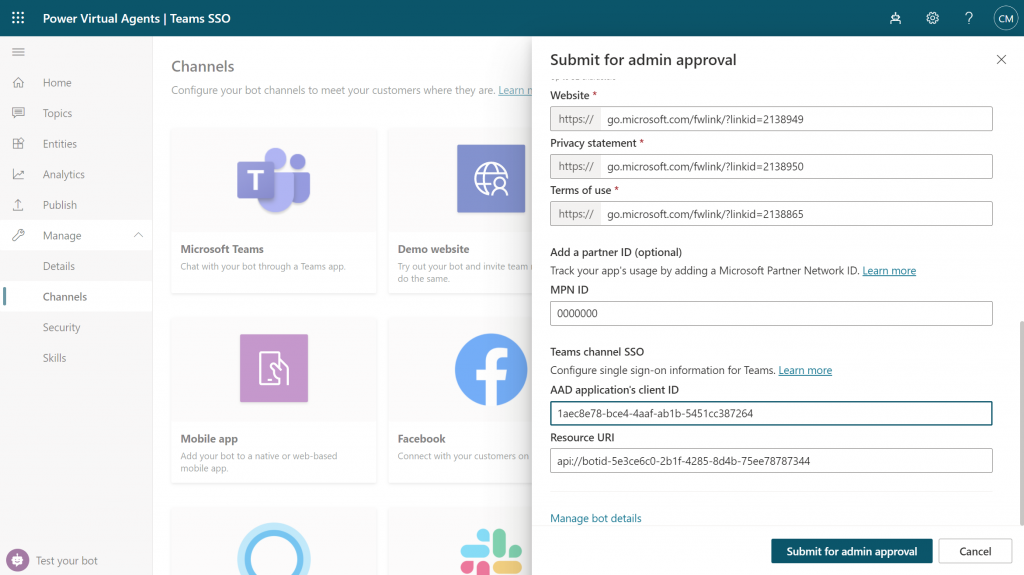 Power Virtual Agents | Teams SSO
CM
Home
Topics
Entities
Analytics
Publish
Manage
Details
Channels
Security
Skills
Test your bot
Channels
Configure your bot channels to meet your customers where they are. Learn
T
Microsoft Teams
Chat with your bot through a Teams app.
Demo website
Try out your bot and invite team
do the same.
Mobile app
Add your bot to a native or web-based
mobile app.
Facebook
Connect with your customers on
Submit for admin approval
Website *
https:// go.microsoft.com/fwlink/?linkid=2138949
Privacy statement *
https:// go.microsoft.com/fwlink/?linkid=2138950
Terms of use *
https:// go.microsoft.com/fwlink/?linkid=2138865
Add a partner ID (optional)
Track your app's usage by adding a Microsoft Partner Network ID. Learn more
MPN ID
0000000
Teams channel SSO
Configure single sign-on information for Teams. Learn more
AAD application's client ID
1aec8e78-bce4-4aaf-ab1b-5451cc387264
Resource URI
api://botid-5e3ce6c0-2b1f-4285-8d4b-75ee78787344
Manage bot details
Submit for admin approval
Cancel